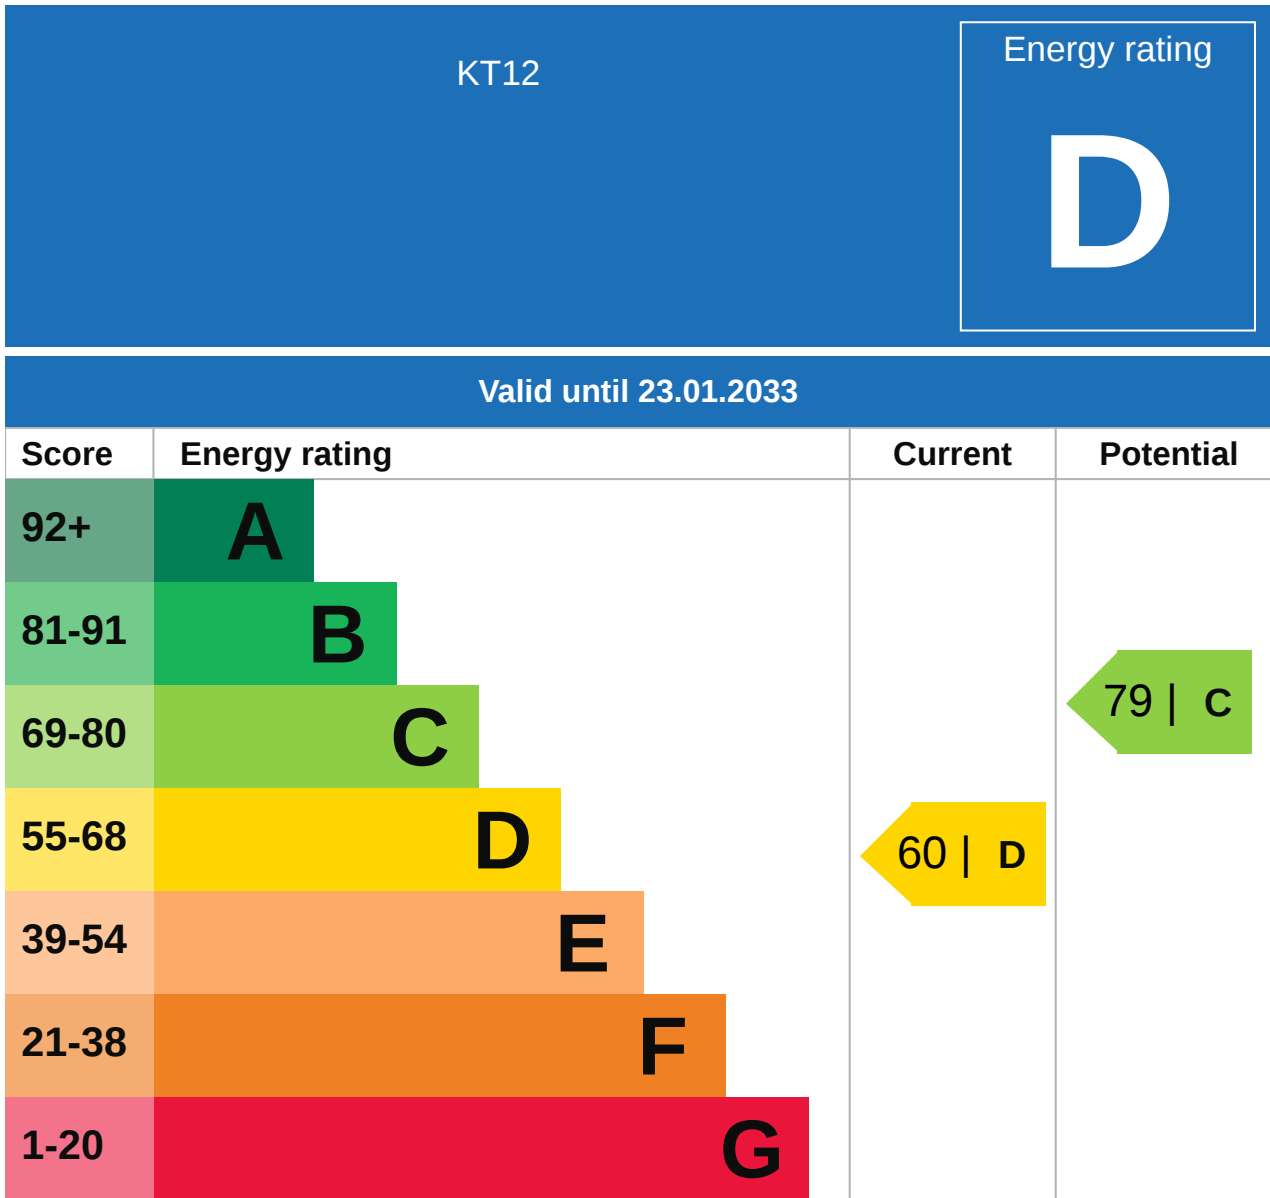 KT12
Energy rating
D
Valid until 23.01.2033
Score Energy rating Current Potential
92+ A
81-91 B
79 | C
69-80 C
55-68 D
60 | D
39-54 E
21-38 F
1-20 G